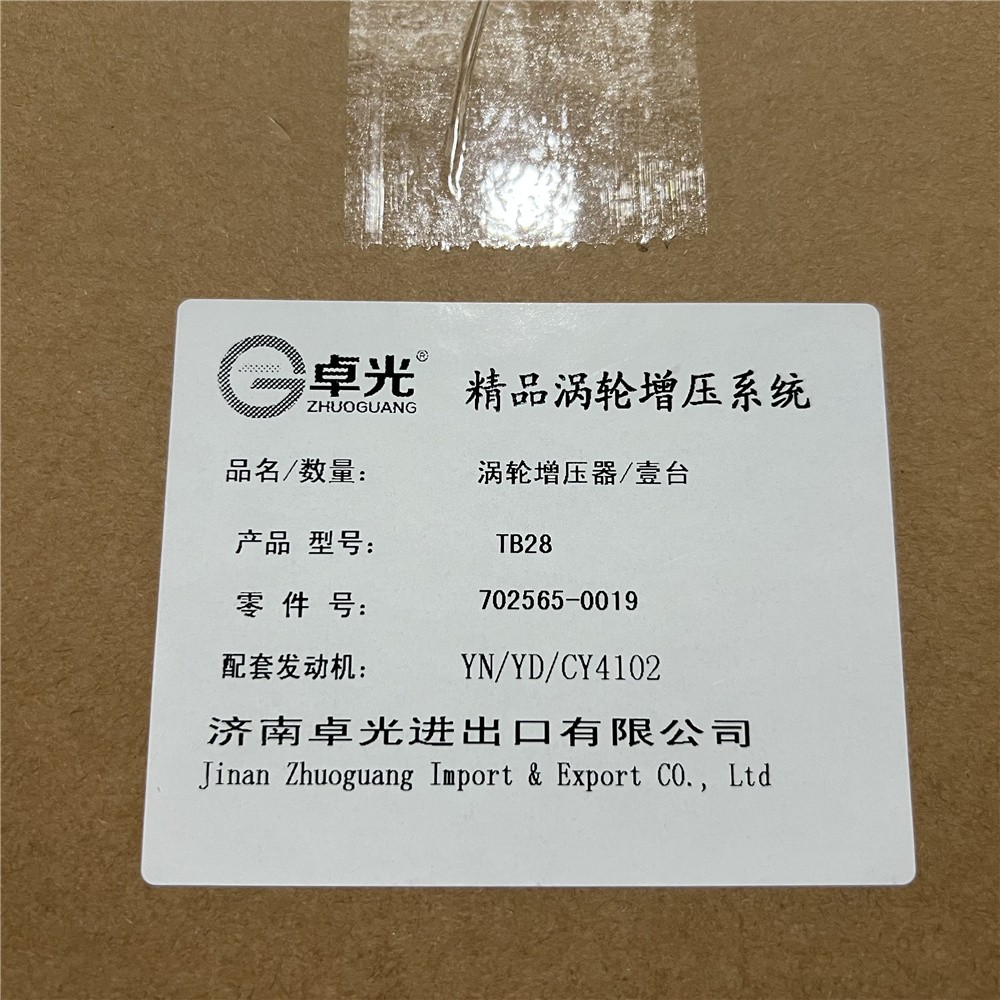 卓光® 精品涡轮增压系统
ZHUOGUANG
品名/数量: 涡轮增压器/壹台
产品 型号: TB28
零 件 号: 702565-0019
配套发动机: YN/YD/CY4102
济南卓光进出口有限公司
Jinan Zhuoguang Import & Export CO., Ltd